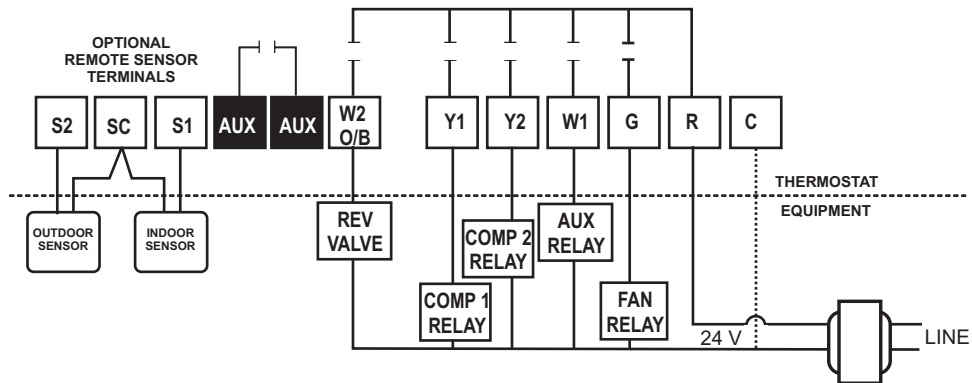 OPTIONAL
REMOTE SENSOR
TERMINALS
S2
SC
S1
AUX
AUX
W2
O/B
Y1
Y2
W1
G
R
C
THERMOSTAT
EQUIPMENT
OUTDOOR
SENSOR
INDOOR
SENSOR
REV
VALVE
COMP 1
RELAY
COMP 2
RELAY
AUX
RELAY
FAN
RELAY
24 V
LINE